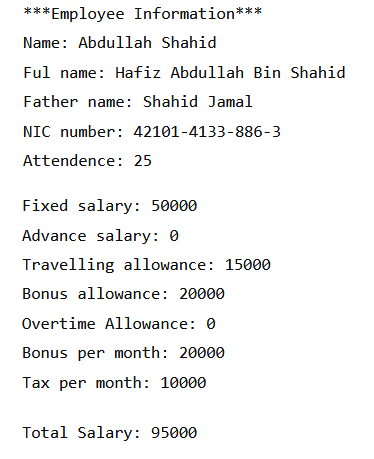 ***Employee Information***
Name: Abdullah Shahid
Ful name: Hafiz Abdullah Bin Shahid
Father name: Shahid Jamal
NIC number: 42101-4133-886-3
Attendence: 25
Fixed salary: 50000
Advance salary: 0
Travelling allowance: 15000
Bonus allowance: 20000
Overtime Allowance: 0
Bonus per month: 20000
Tax per month: 10000
Total Salary: 95000